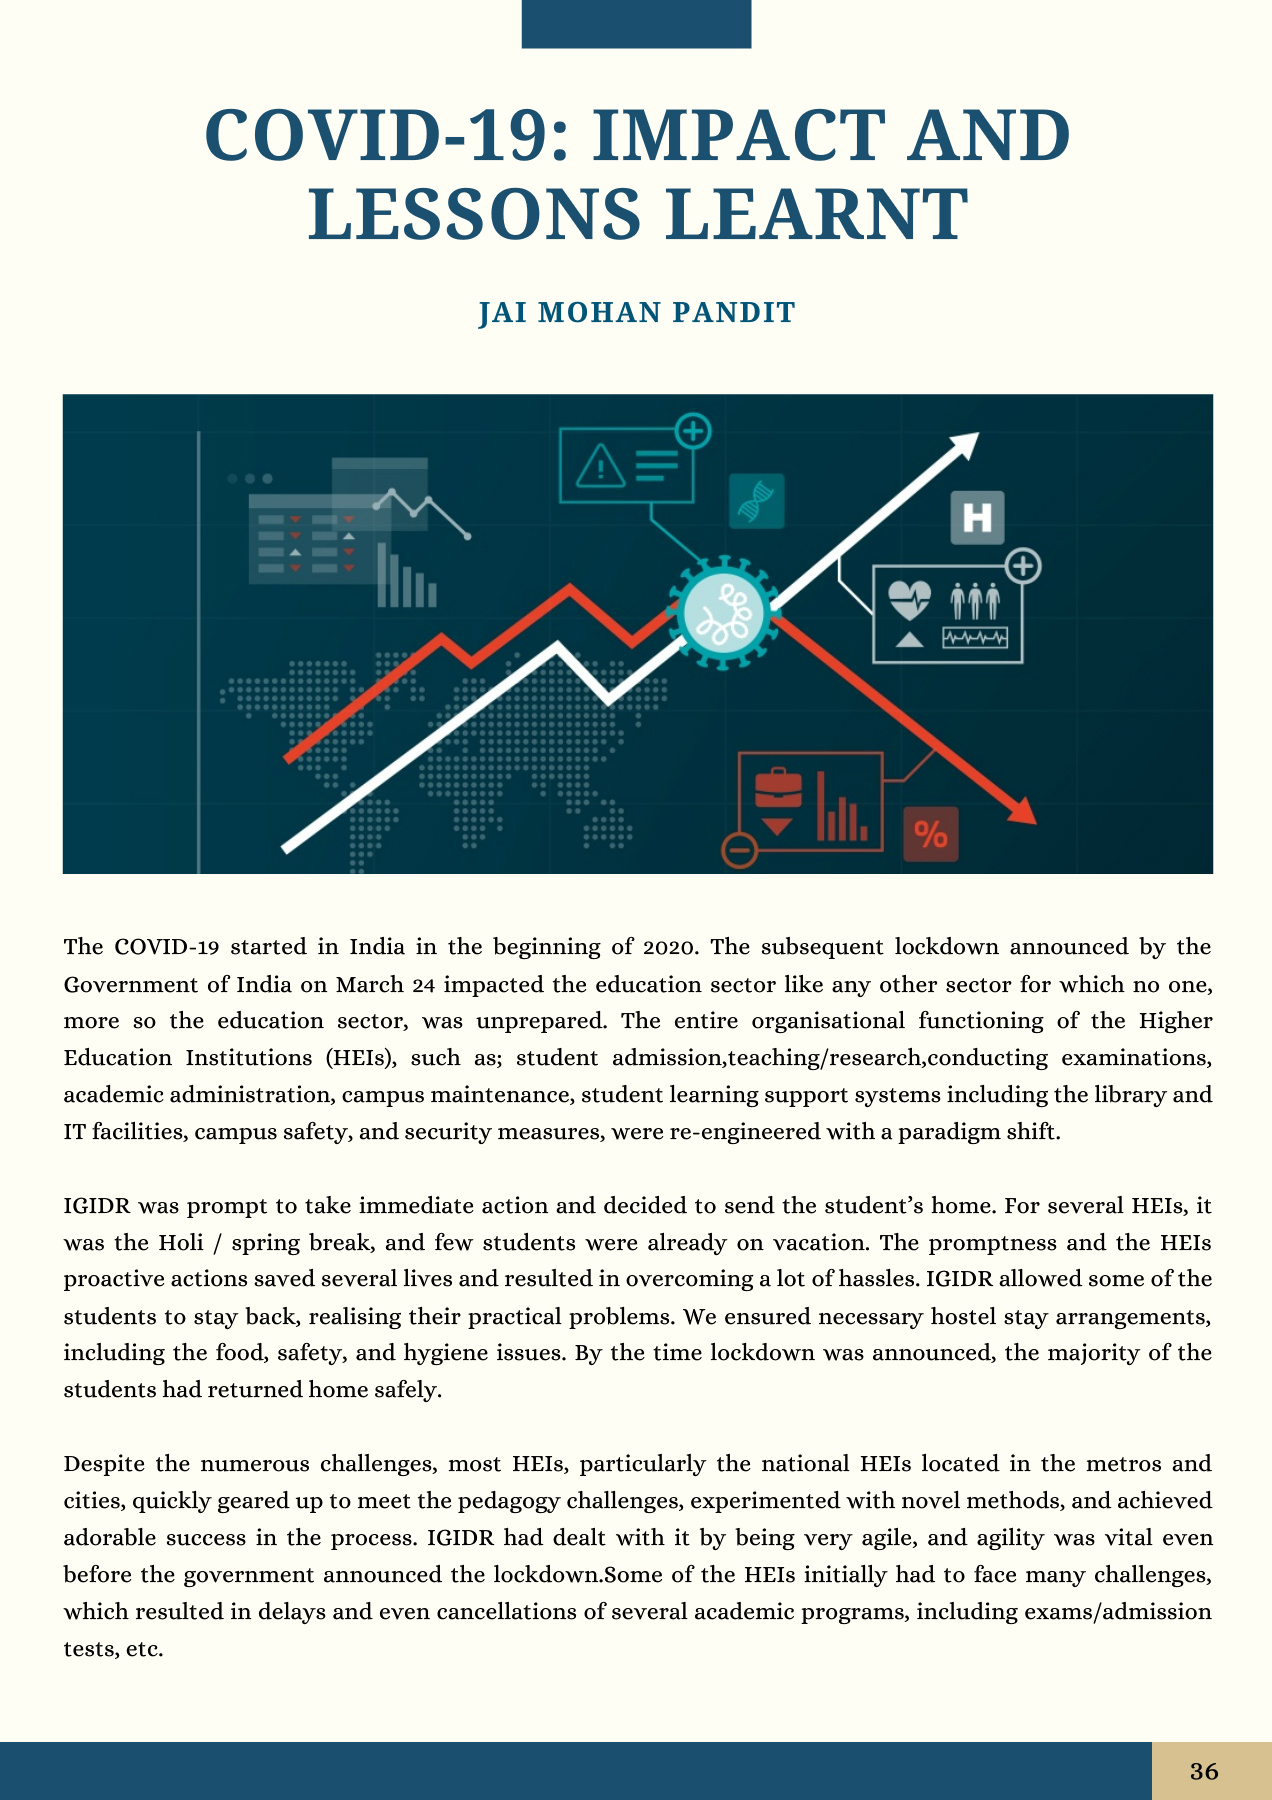 COVID-19: IMPACT AND
LESSONS LEARNT
JAI MOHAN PANDIT
H
%
The COVID-19 started in India in the beginning of 2020. The subsequent lockdown announced by the
Government of India on March 24 impacted the education sector like any other sector for which no one,
more so the education sector, was unprepared. The entire organisational functioning of the Higher
Education Institutions (HEIs), such as; student admission,teaching/research,conducting examinations,
academic administration, campus maintenance, student learning support systems including the library and
IT facilities, campus safety, and security measures, were re-engineered with a paradigm shift.
IGIDR was prompt to take immediate action and decided to send the student’s home. For several HEIs, it
was the Holi / spring break, and few students were already on vacation. The promptness and the HEIs
proactive actions saved several lives and resulted in overcoming a lot of hassles. IGIDR allowed some of the
students to stay back, realising their practical problems. We ensured necessary hostel stay arrangements,
including the food, safety, and hygiene issues. By the time lockdown was announced, the majority of the
students had returned home safely.
Despite the numerous challenges, most HEIs, particularly the national HEIs located in the metros and
cities, quickly geared up to meet the pedagogy challenges, experimented with novel methods, and achieved
adorable success in the process. IGIDR had dealt with it by being very agile, and agility was vital even
before the government announced the lockdown.Some of the HEIs initially had to face many challenges,
which resulted in delays and even cancellations of several academic programs, including exams/admission
tests, etc.
36